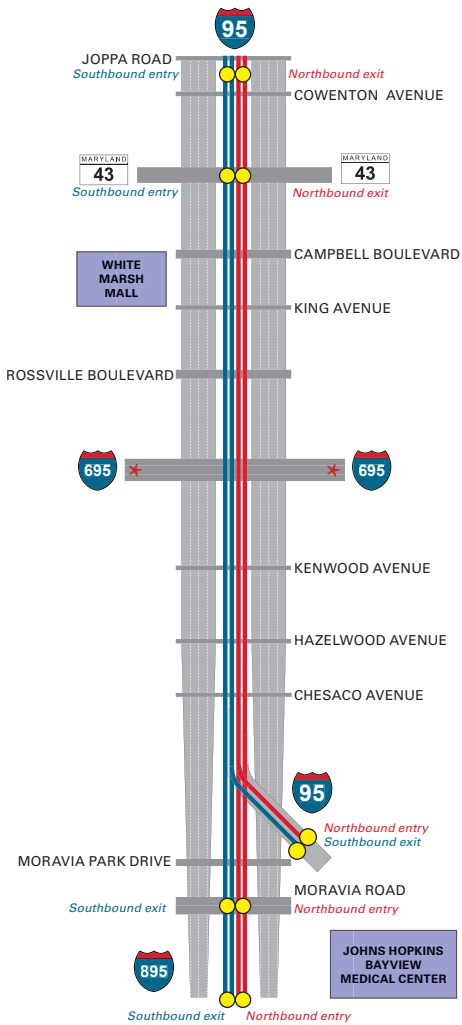 95
JOPPA ROAD
Southbound entry
Northbound exit
COWENTON AVENUE
MARYLAND
43
MARYLAND
43
Southbound entry
Northbound exit
CAMPBELL BOULEVARD
WHITE
MARSH
MALL
KING AVENUE
ROSSVILLE BOULEVARD
695
695
KENWOOD AVENUE
HAZELWOOD AVENUE
CHESACO AVENUE
95
Northbound entry
Southbound exit
MORAVIA PARK DRIVE
MORAVIA ROAD
Southbound exit
Northbound entry
JOHNS HOPKINS
BAYVIEW
MEDICAL CENTER
895
Southbound exit
Northbound entry